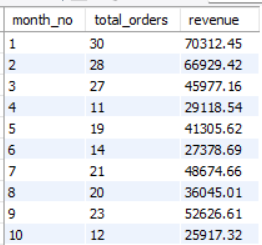 month_no total_orders revenue
1 30 70312.45
2 28 66929.42
3 27 45977.16
4 11 29118.54
5 19 41305.62
6 14 27378.69
7 21 48674.66
8 20 36045.01
9 23 52626.61
10 12 25917.32